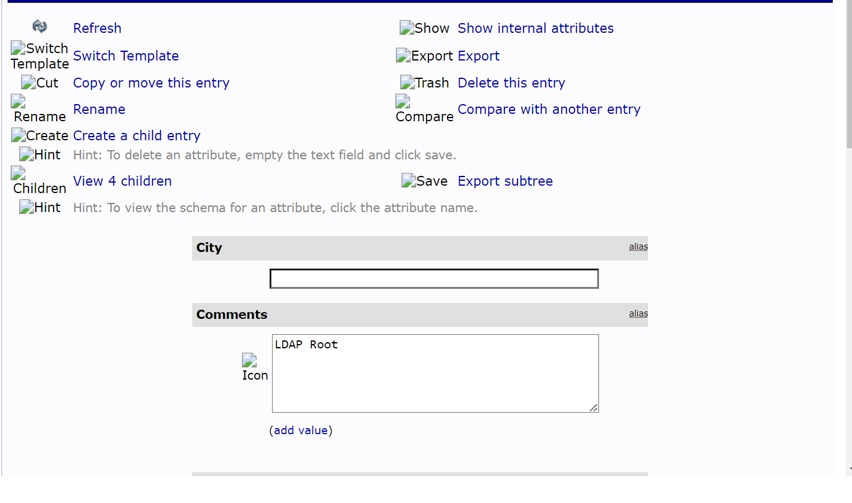 Refresh
Show Show internal attributes
Switch Template Switch Template
Export Export
Cut Copy or move this entry
Trash Delete this entry
Rename Rename
Compare Compare with another entry
Create Create a child entry
Hint Hint: To delete an attribute, empty the text field and click save.
Children View 4 children
Save Export subtree
Hint Hint: To view the schema for an attribute, click the attribute name.
City alias
Comments alias
LDAP Root
Icon
(add value)